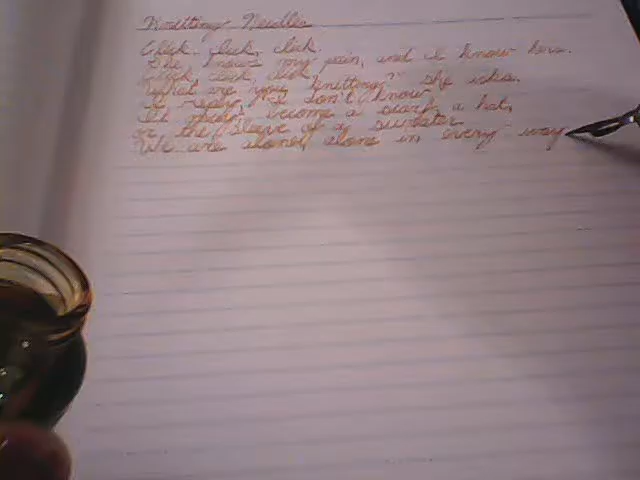 Knitting Needles
Click, click, click.
She knows my pain, and I know hers.
Click, click, click,
"What are you knitting?" she asks.
I reply, "I don't know
It might become a scarf, a hat,
or the sleeve of a sweater
We are alone, alone in every way